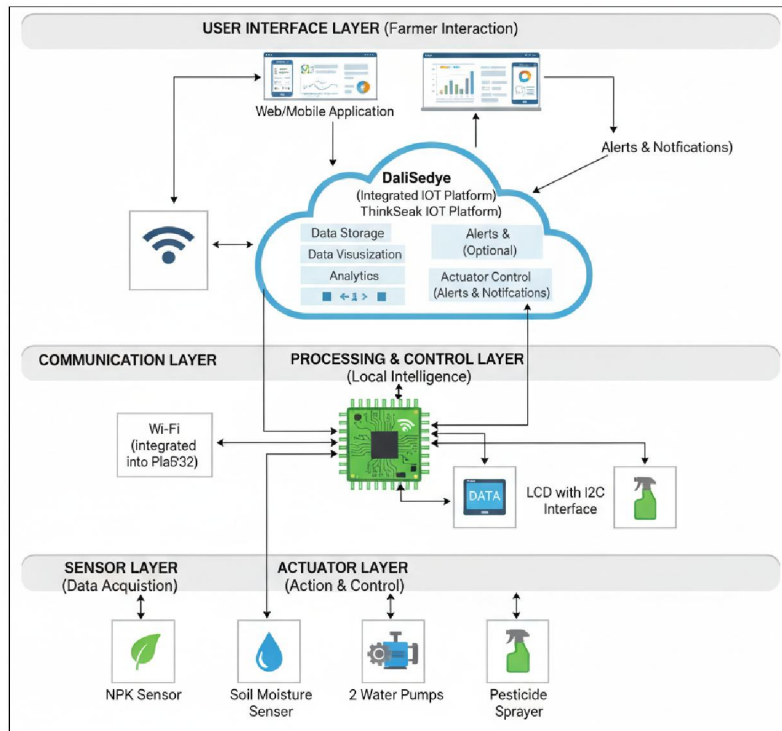 USER INTERFACE LAYER (Farmer Interaction)
Web/Mobile Application
Alerts & Notfications)
DaliSedye
(Integrated IOT Platform)
ThinkSeak IOT Platform)
Data Storage
Data Visusization
Analytics
Alerts &
(Optional)
Actuator Control
(Alerts & Notifcations)
COMMUNICATION LAYER
PROCESSING & CONTROL LAYER
(Local Intelligence)
Wi-Fi
(integrated
DATA
LCD with I2C
Interface
SENSOR LAYER
(Data Acquistion)
ACTUATOR LAYER
(Action & Control)
NPK Sensor
Soil Moisture
Senser
2 Water Pumps
Pesticide
Sprayer